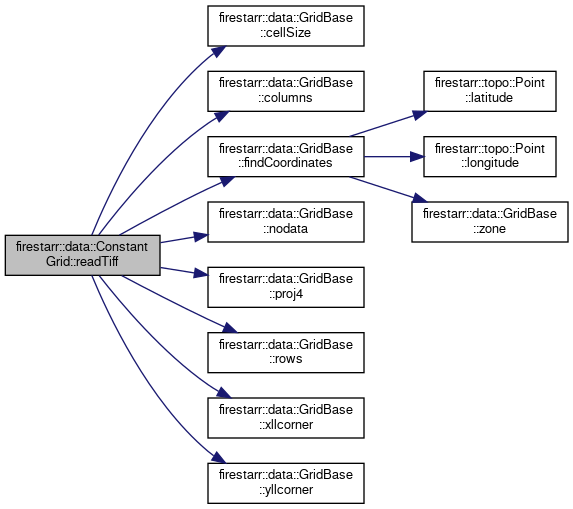 firestarr::data::GridBase
::cellSize
firestarr::data::GridBase
::columns
firestarr::topo::Point
::latitude
firestarr::data::GridBase
::findCoordinates
firestarr::topo::Point
::longitude
firestarr::data::GridBase
::nodata
firestarr::data::GridBase
::zone
firestarr::data::Constant
Grid::readTiff
firestarr::data::GridBase
::proj4
firestarr::data::GridBase
::rows
firestarr::data::GridBase
::xllcorner
firestarr::data::GridBase
::yllcorner